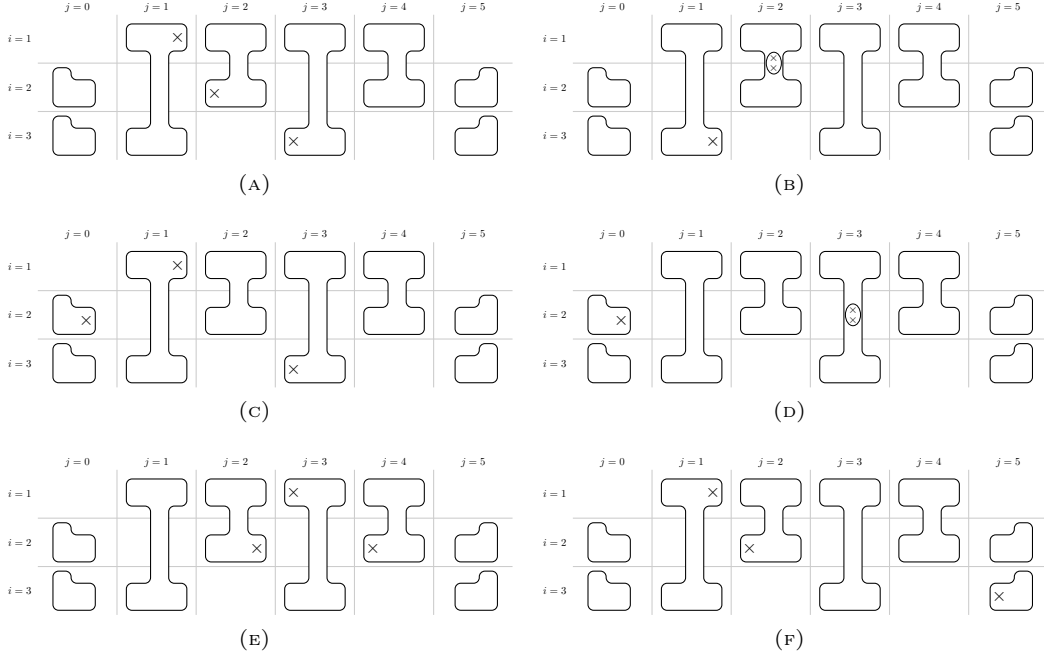 j = 0 j = 1 j = 2 j = 3 j = 4 j = 5 j = 0 j = 1 j = 2 j = 3 j = 4 j = 5
i = 1 i = 1
i = 2 i = 2
i = 3 i = 3
(A) (B)
j = 0 j = 1 j = 2 j = 3 j = 4 j = 5 j = 0 j = 1 j = 2 j = 3 j = 4 j = 5
i = 1 i = 1
i = 2 i = 2
i = 3 i = 3
(C) (D)
j = 0 j = 1 j = 2 j = 3 j = 4 j = 5 j = 0 j = 1 j = 2 j = 3 j = 4 j = 5
i = 1 i = 1
i = 2 i = 2
i = 3 i = 3
(E) (F)